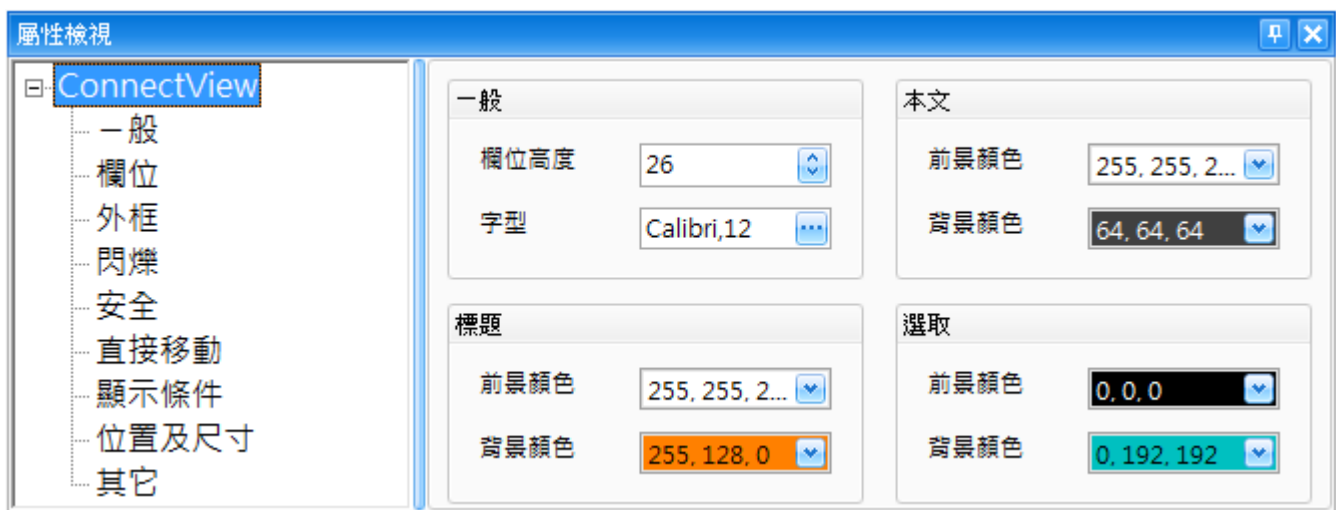 屬性檢視
ConnectView
一般
欄位
外框
閃爍
安全
直接移動
顯示條件
位置及尺寸
其它
一般
欄位高度 26
字型 Calibri,12
本文
前景顏色 255, 255, 2...
背景顏色 64, 64, 64
標題
前景顏色 255, 255, 2...
背景顏色 255, 128, 0
選取
前景顏色 0, 0, 0
背景顏色 0, 192, 192